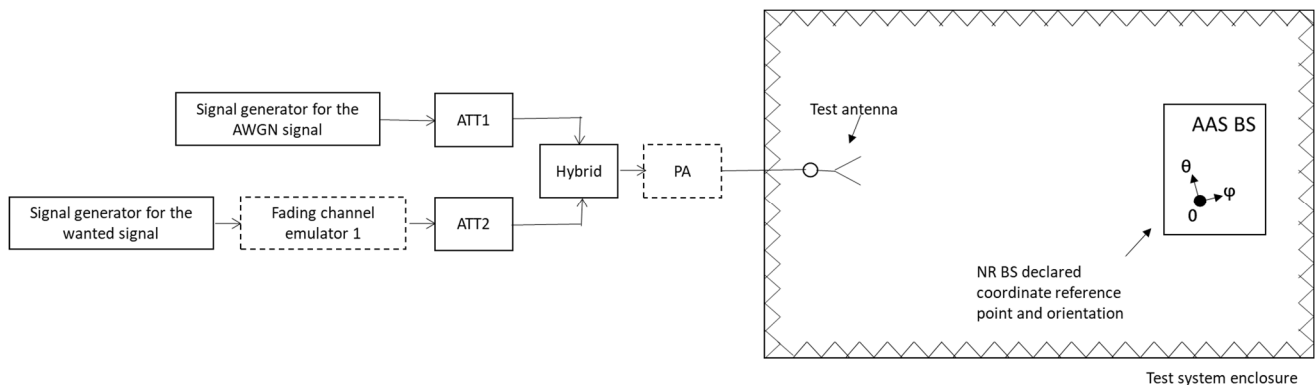 Signal generator for the
AWGN signal
ATT1
Hybrid
PA
Signal generator for the
wanted signal
Fading channel
emulator 1
ATT2
Test antenna
AAS BS
θ
φ
0
NR BS declared
coordinate reference
point and orientation
Test system enclosure